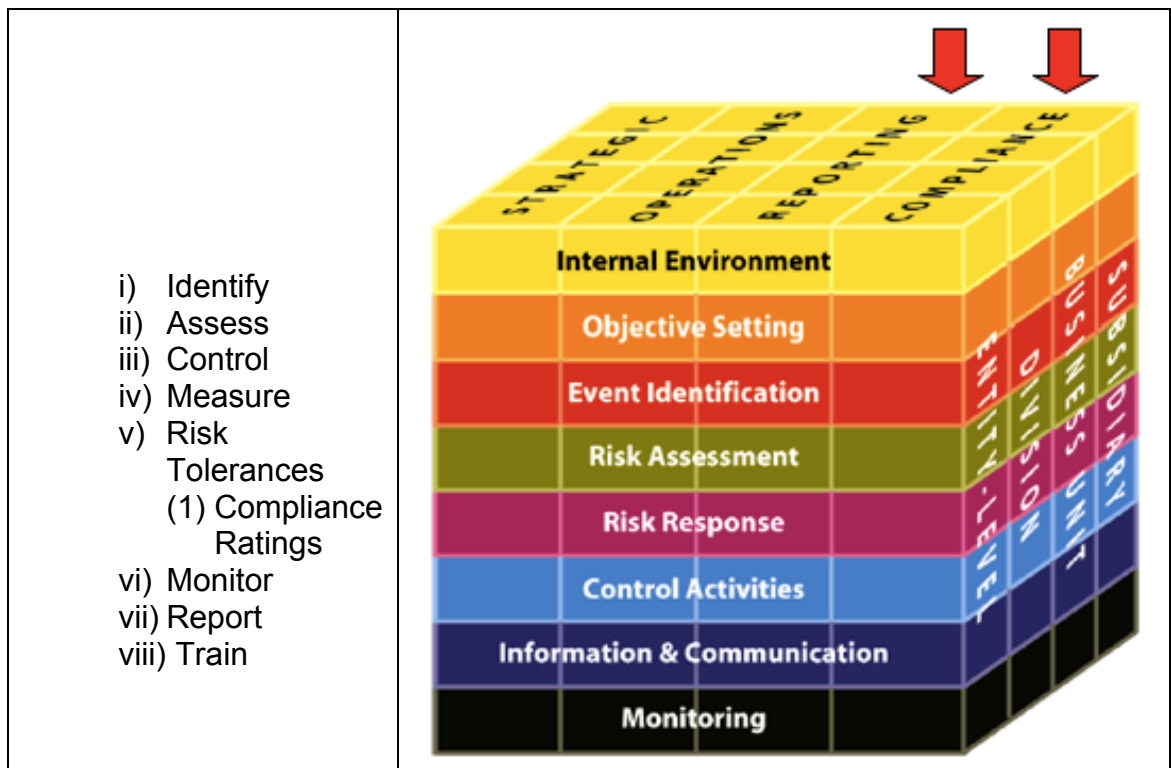 i) Identify
ii) Assess
iii) Control
iv) Measure
v) Risk
Tolerances
(1) Compliance
Ratings
vi) Monitor
vii) Report
viii) Train
STRATEGIC
OPERATIONS
REPORTING
COMPLIANCE
Internal Environment
Objective Setting
Event Identification
Risk Assessment
Risk Response
Control Activities
Information & Communication
Monitoring
ENTITY-LEVEL
DIVISION
BUSINESS UNIT
SUBSIDIARY